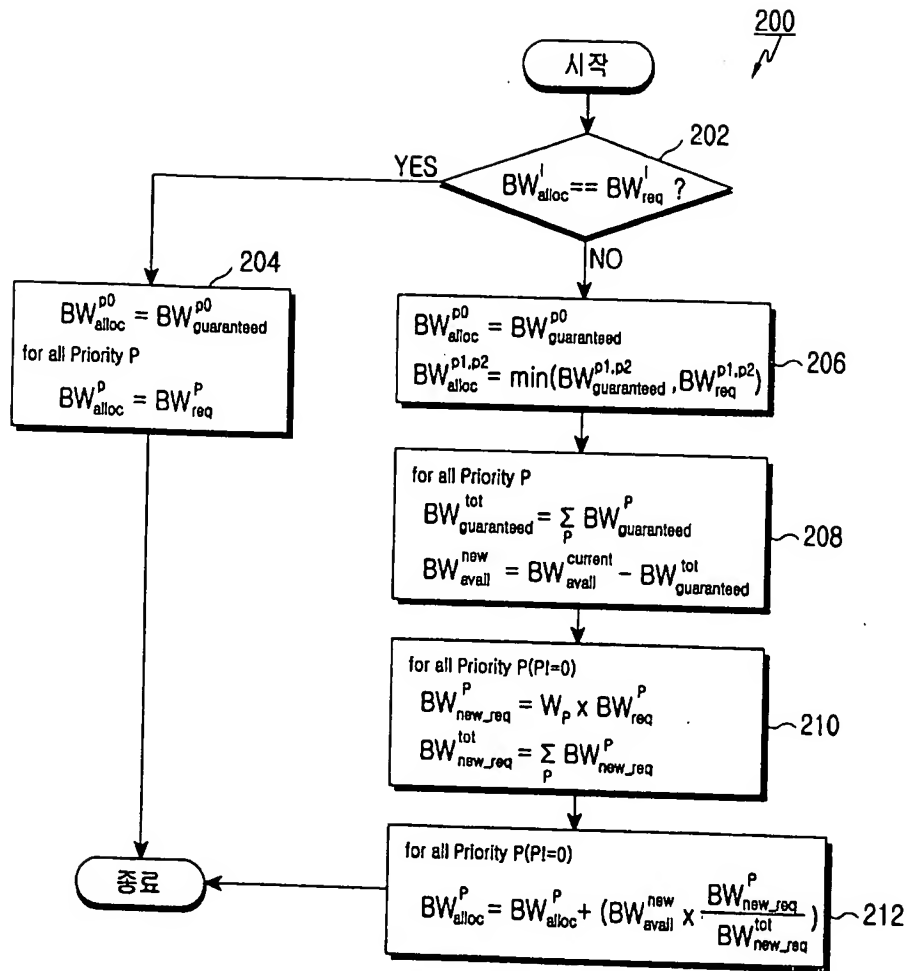 200
시작
202
BW^I_alloc == BW^I_req ?
YES
NO
204
BW^p0_alloc = BW^p0_guaranteed
for all Priority P
BW^P_alloc = BW^P_req
BW^p0_alloc = BW^p0_guaranteed
BW^p1,p2_alloc = min(BW^p1,p2_guaranteed, BW^p1,p2_req)
206
for all Priority P
BW^tot_guaranteed = Σ_P BW^P_guaranteed
BW^new_avail = BW^current_avail − BW^tot_guaranteed
208
for all Priority P(P!=0)
BW^P_new_req = W_P x BW^P_req
BW^tot_new_req = Σ_P BW^P_new_req
210
for all Priority P(P!=0)
BW^P_alloc = BW^P_alloc + (BW^new_avail x BW^P_new_req / BW^tot_new_req)
212
종료